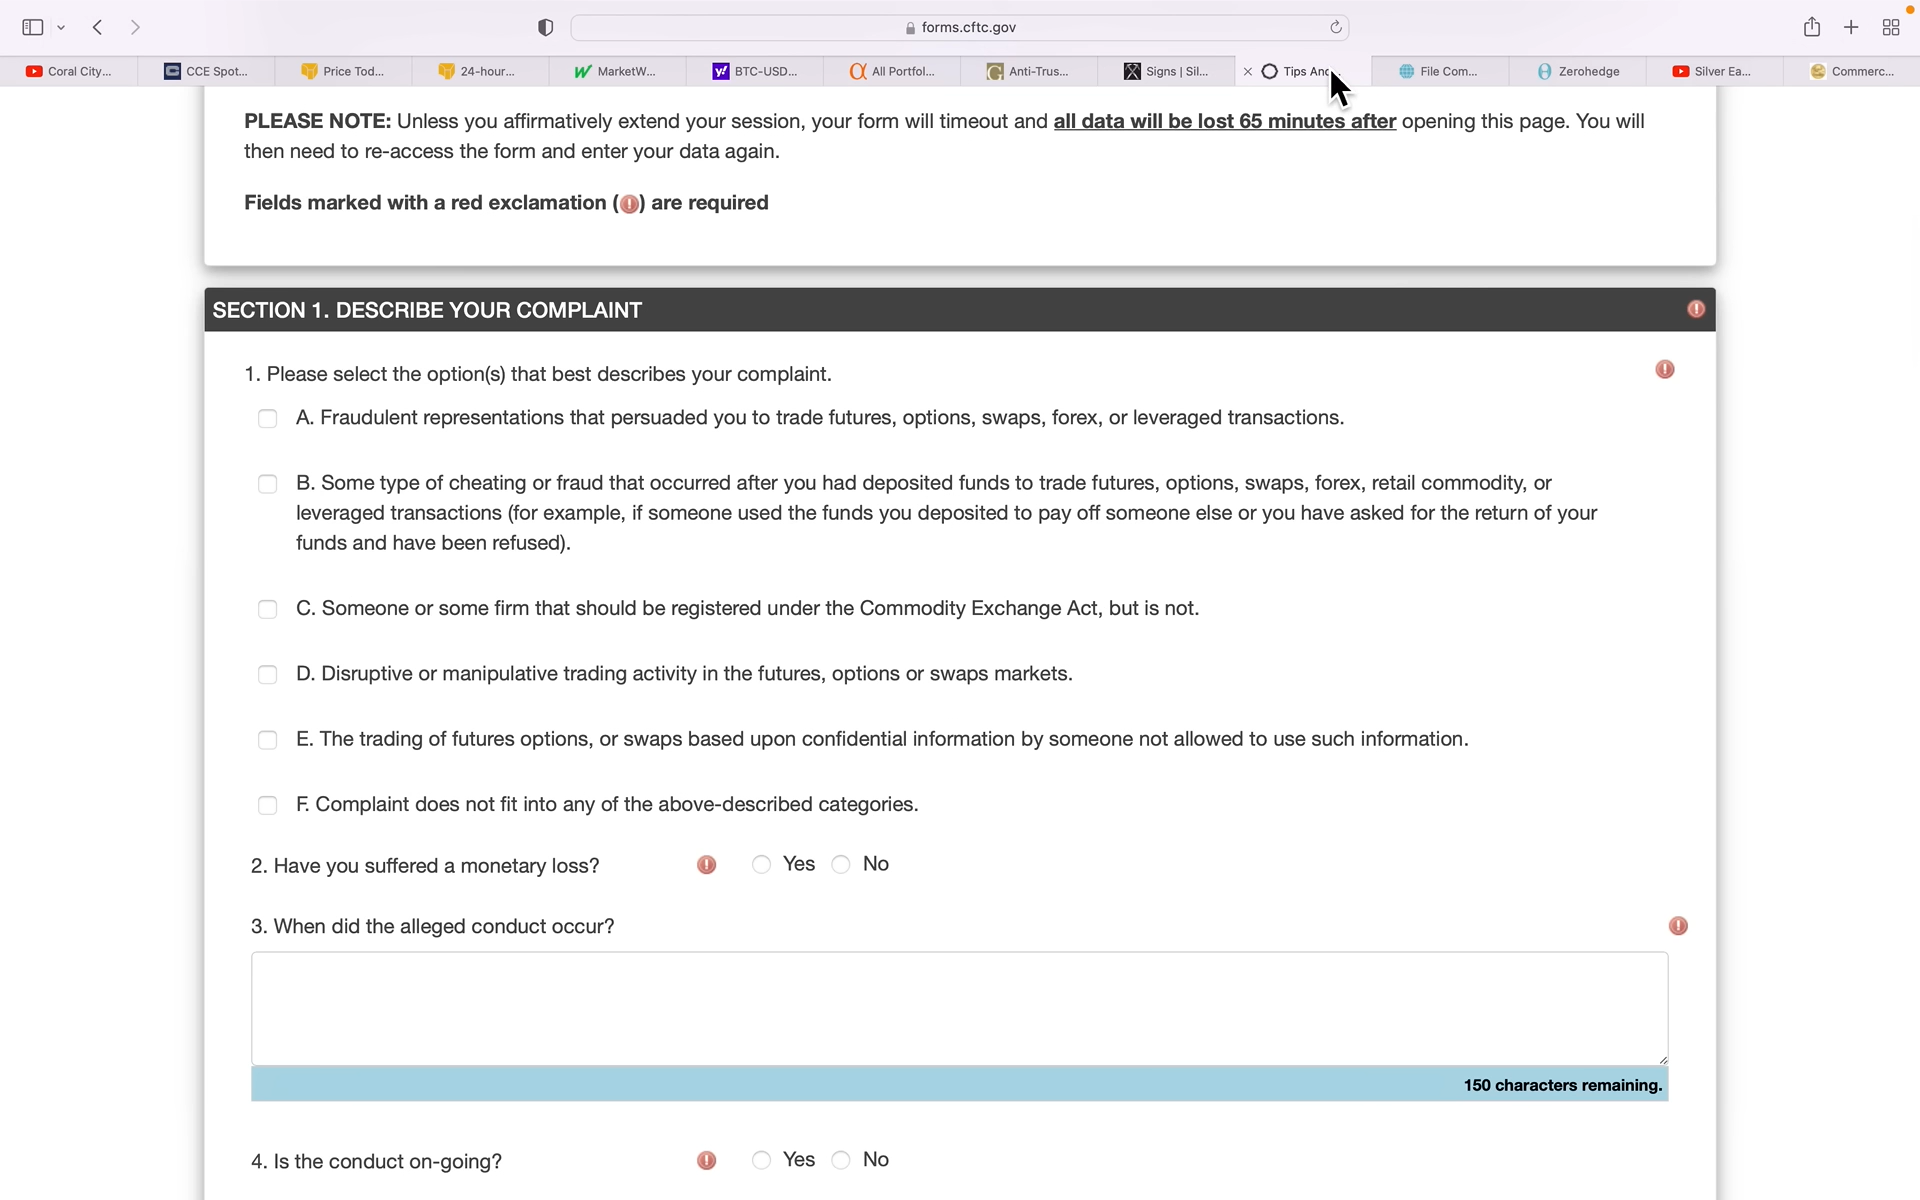 forms.cftc.gov
Coral City...
CCE Spot...
Price Tod...
24-hour...
MarketW...
BTC-USD...
All Portfol...
Anti-Trus...
Signs | Sil...
Tips And
File Com...
Zerohedge
Silver Ea...
Commerc...
PLEASE NOTE: Unless you affirmatively extend your session, your form will timeout and all data will be lost 65 minutes after opening this page. You will
then need to re-access the form and enter your data again.
Fields marked with a red exclamation (!) are required
SECTION 1. DESCRIBE YOUR COMPLAINT
1. Please select the option(s) that best describes your complaint.
A. Fraudulent representations that persuaded you to trade futures, options, swaps, forex, or leveraged transactions.
B. Some type of cheating or fraud that occurred after you had deposited funds to trade futures, options, swaps, forex, retail commodity, or
leveraged transactions (for example, if someone used the funds you deposited to pay off someone else or you have asked for the return of your
funds and have been refused).
C. Someone or some firm that should be registered under the Commodity Exchange Act, but is not.
D. Disruptive or manipulative trading activity in the futures, options or swaps markets.
E. The trading of futures options, or swaps based upon confidential information by someone not allowed to use such information.
F. Complaint does not fit into any of the above-described categories.
2. Have you suffered a monetary loss? Yes No
3. When did the alleged conduct occur?
150 characters remaining.
4. Is the conduct on-going? Yes No